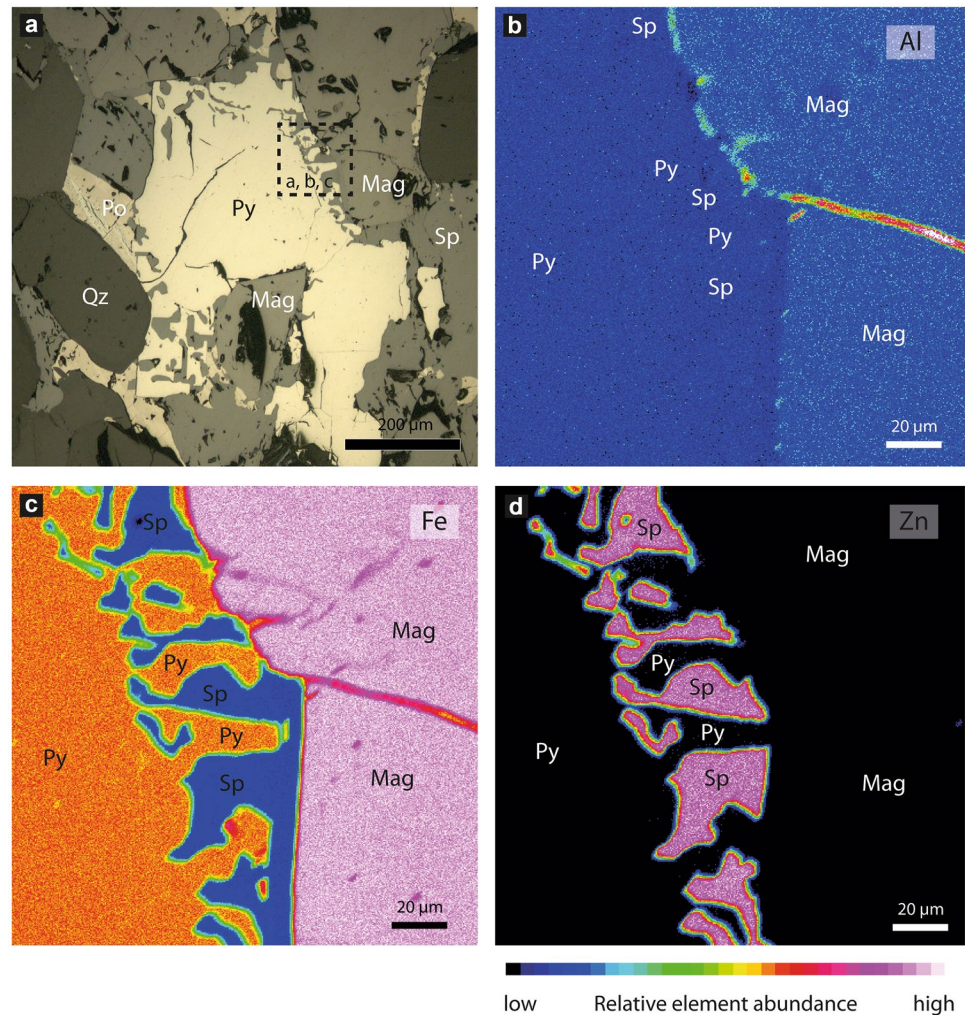 a
Po
Py
a, b, c
Mag
Sp
Qz
Mag
200 µm
b
Sp
Al
Mag
Py
Sp
Py
Py
Sp
Mag
20 µm
c
Fe
Sp
Mag
Py
Sp
Py
Py
Mag
Sp
20 µm
d
Zn
Sp
Mag
Py
Sp
Py
Py
Sp
Mag
20 µm
low Relative element abundance high